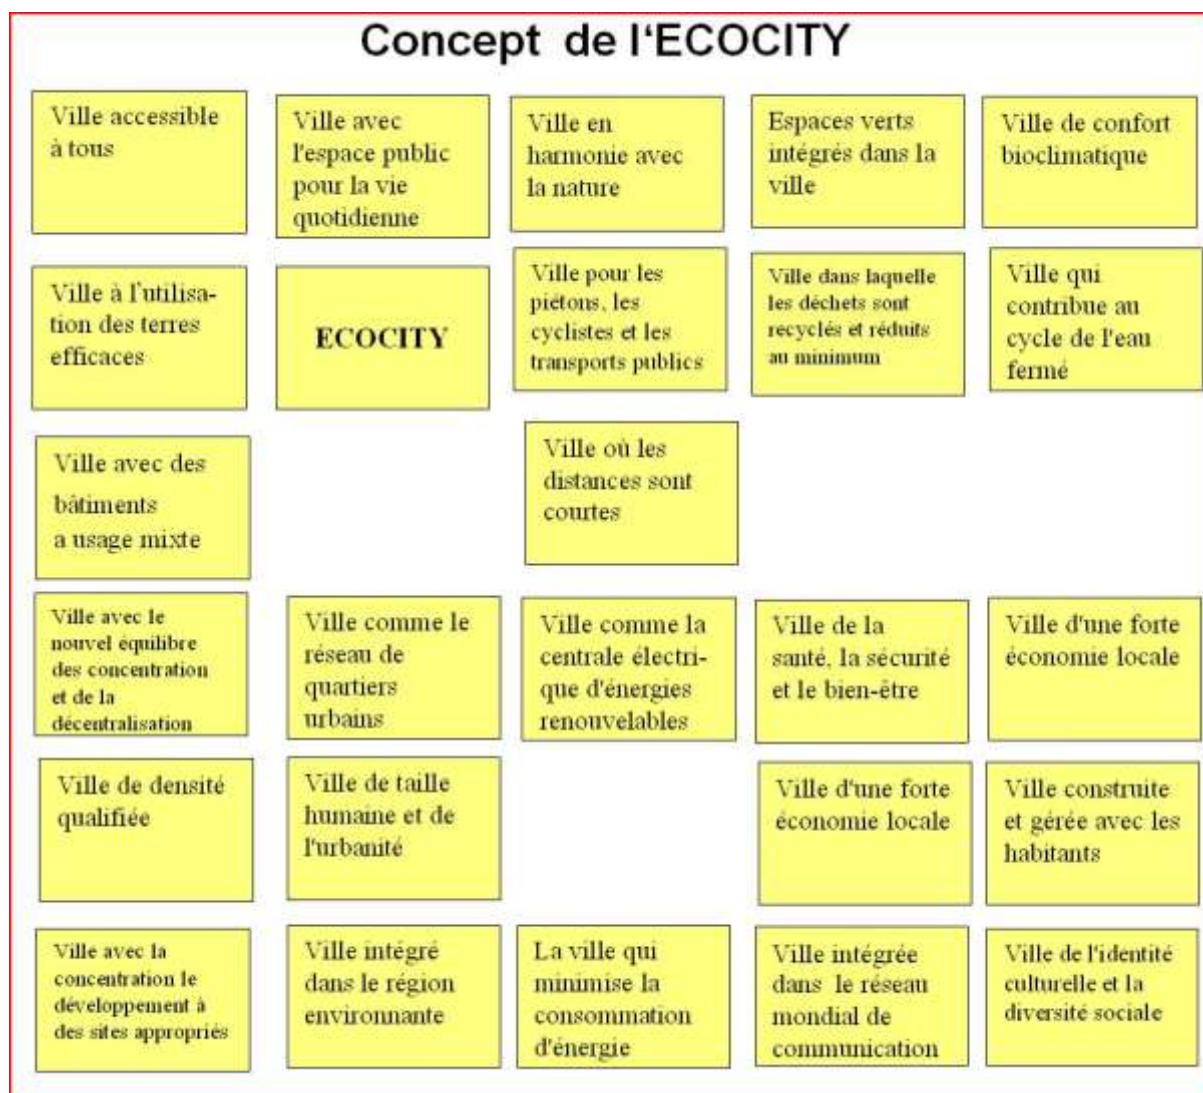 Concept de l‘ECOCITY
Ville accessible
à tous
Ville avec
l'espace public
pour la vie
quotidienne
Ville en
harmonie avec
la nature
Espaces verts
intégrés dans la
ville
Ville de confort
bioclimatique
Ville à l'utilisa-
tion des terres
efficaces
ECOCITY
Ville pour les
piétons, les
cyclistes et les
transports publics
Ville dans laquelle
les déchets sont
recyclés et réduits
au minimum
Ville qui
contribue au
cycle de l'eau
fermé
Ville avec des
bâtiments
a usage mixte
Ville où les
distances sont
courtes
Ville avec le
nouvel équilibre
des concentration
et de la
décentralisation
Ville comme le
réseau de
quartiers
urbains
Ville comme la
centrale électri-
que d'énergies
renouvelables
Ville de la
santé, la sécurité
et le bien-être
Ville d'une forte
économie locale
Ville de densité
qualifiée
Ville de taille
humaine et de
l'urbanité
Ville d'une forte
économie locale
Ville construite
et gérée avec les
habitants
Ville avec la
concentration le
développement à
des sites appropriés
Ville intégré
dans le région
environnante
La ville qui
minimise la
consommation
d'énergie
Ville intégrée
dans le réseau
mondial de
communication
Ville de l'identité
culturelle et la
diversité sociale